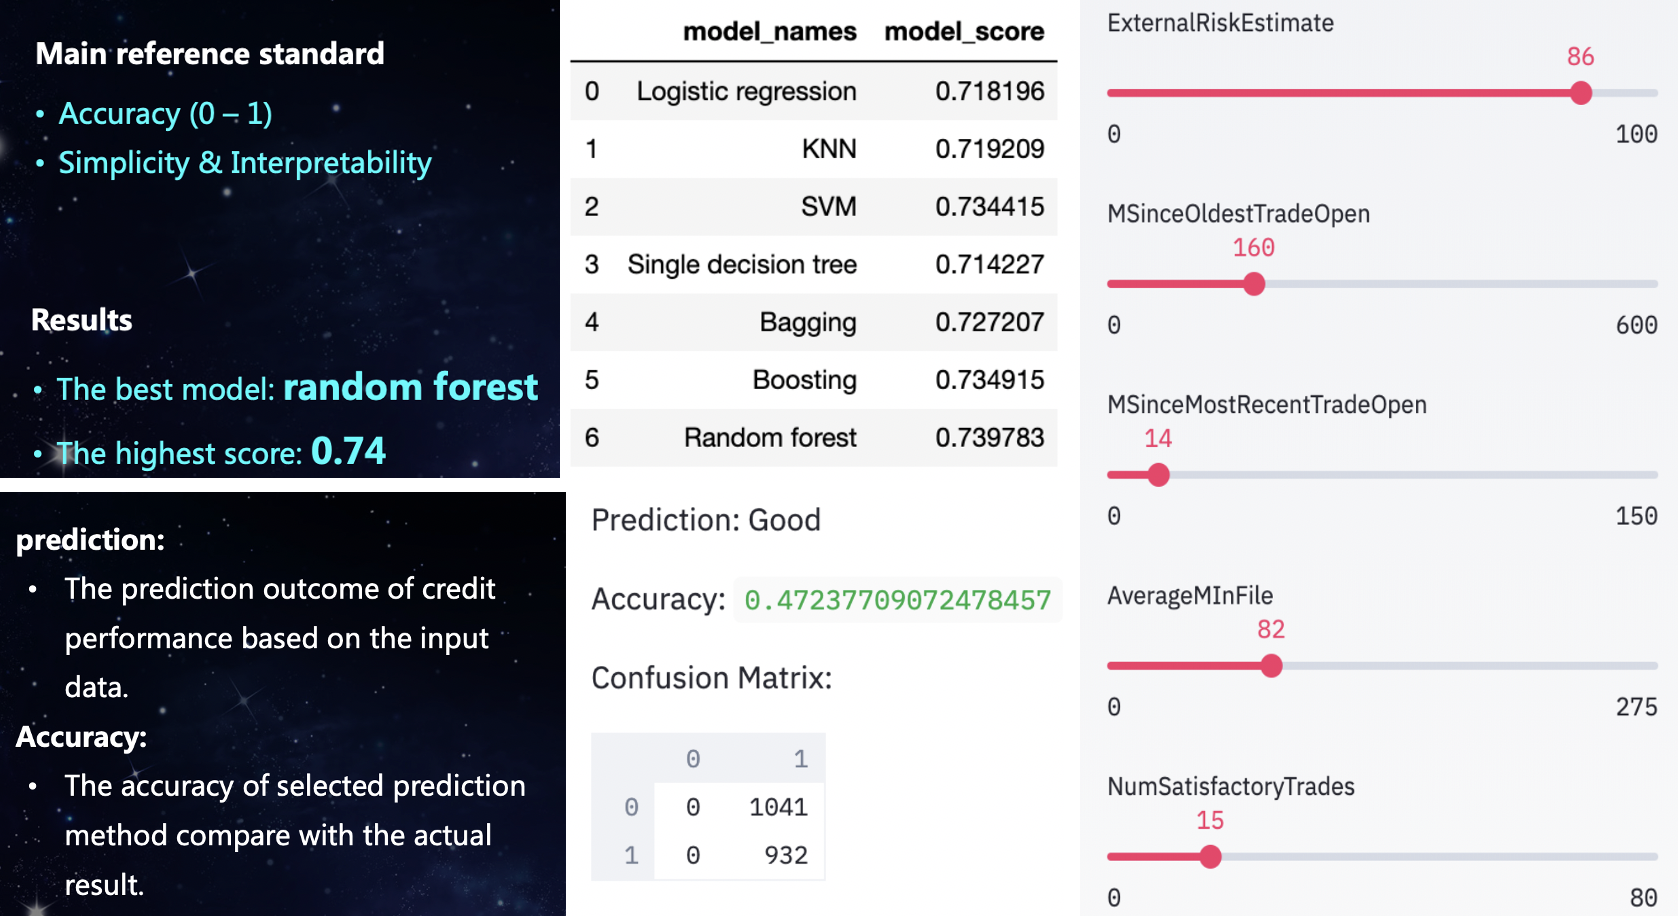 Main reference standard
• Accuracy (0 – 1)
• Simplicity & Interpretability
Results
• The best model: random forest
• The highest score: 0.74
prediction:
• The prediction outcome of credit
performance based on the input
data.
Accuracy:
• The accuracy of selected prediction
method compare with the actual
result.
model_names model_score
0 Logistic regression 0.718196
1 KNN 0.719209
2 SVM 0.734415
3 Single decision tree 0.714227
4 Bagging 0.727207
5 Boosting 0.734915
6 Random forest 0.739783
Prediction: Good
Accuracy: 0.47237709072478457
Confusion Matrix:
0 1
0 0 1041
1 0 932
ExternalRiskEstimate
86
0 100
MSinceOldestTradeOpen
160
0 600
MSinceMostRecentTradeOpen
14
0 150
AverageMInFile
82
0 275
NumSatisfactoryTrades
15
0 80